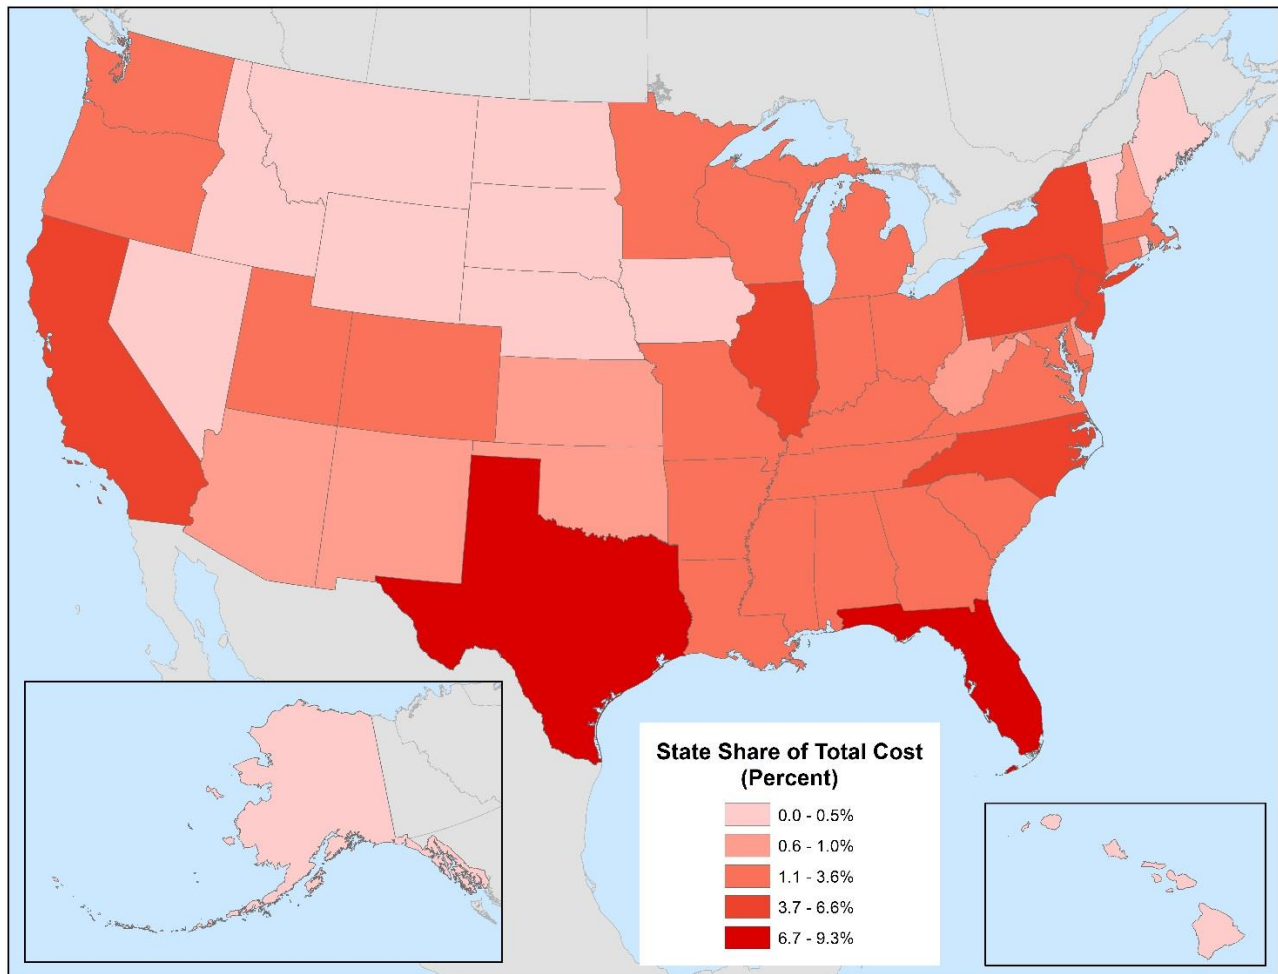 State Share of Total Cost
(Percent)
0.0 - 0.5%
0.6 - 1.0%
1.1 - 3.6%
3.7 - 6.6%
6.7 - 9.3%